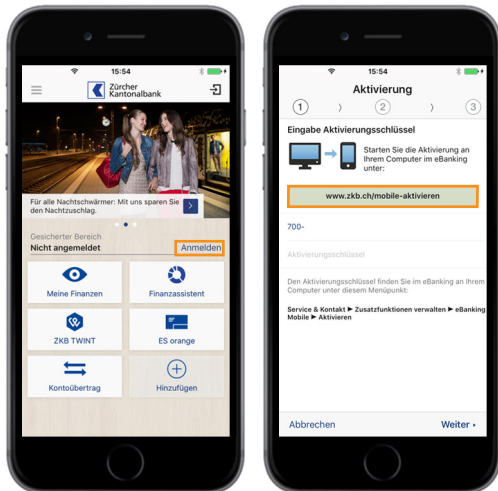 15:54
Zürcher
Kantonalbank
Für alle Nachtschwärmer: Mit uns sparen Sie
den Nachtzuschlag.
Gesicherter Bereich
Nicht angemeldet
Anmelden
Meine Finanzen
Finanzassistent
ZKB TWINT
ES orange
Kontoübertrag
Hinzufügen
15:54
Aktivierung
1 2 3
Eingabe Aktivierungsschlüssel
Starten Sie die Aktivierung an
Ihrem Computer im eBanking
unter:
www.zkb.ch/mobile-aktivieren
700-
Aktivierungsschlüssel
Den Aktivierungsschlüssel finden Sie im eBanking an Ihrem
Computer unter diesem Menüpunkt:
Service & Kontakt ► Zusatzfunktionen verwalten ► eBanking
Mobile ► Aktivieren
Abbrechen
Weiter